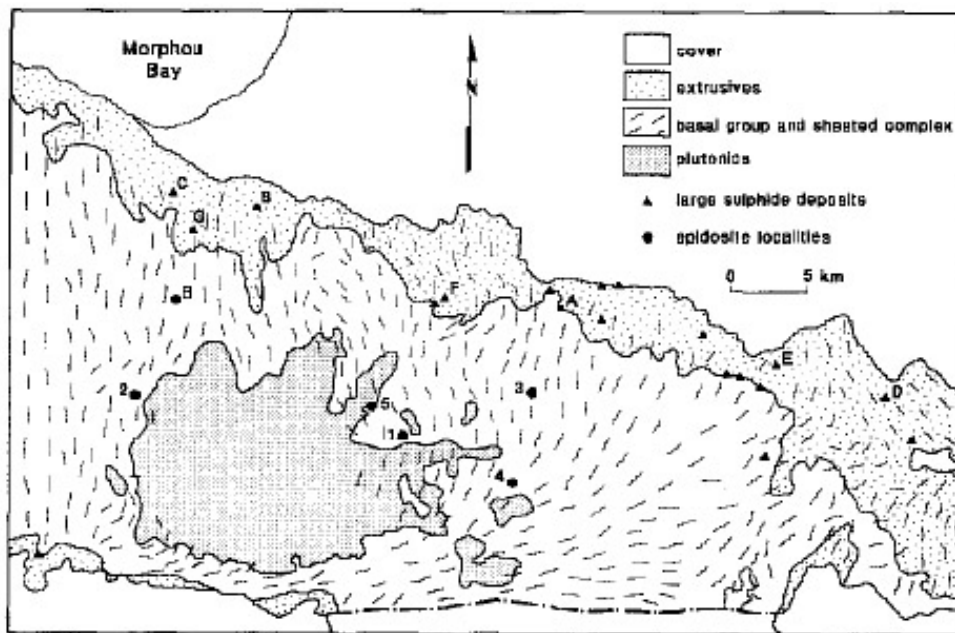 Morphou
Bay
N
cover
extrusives
basal group and sheeted complex
plutonics
large sulphide deposits
epidosite localities
0 5 km
C
B
G
8
F
A
E
2
3
D
5
1
4